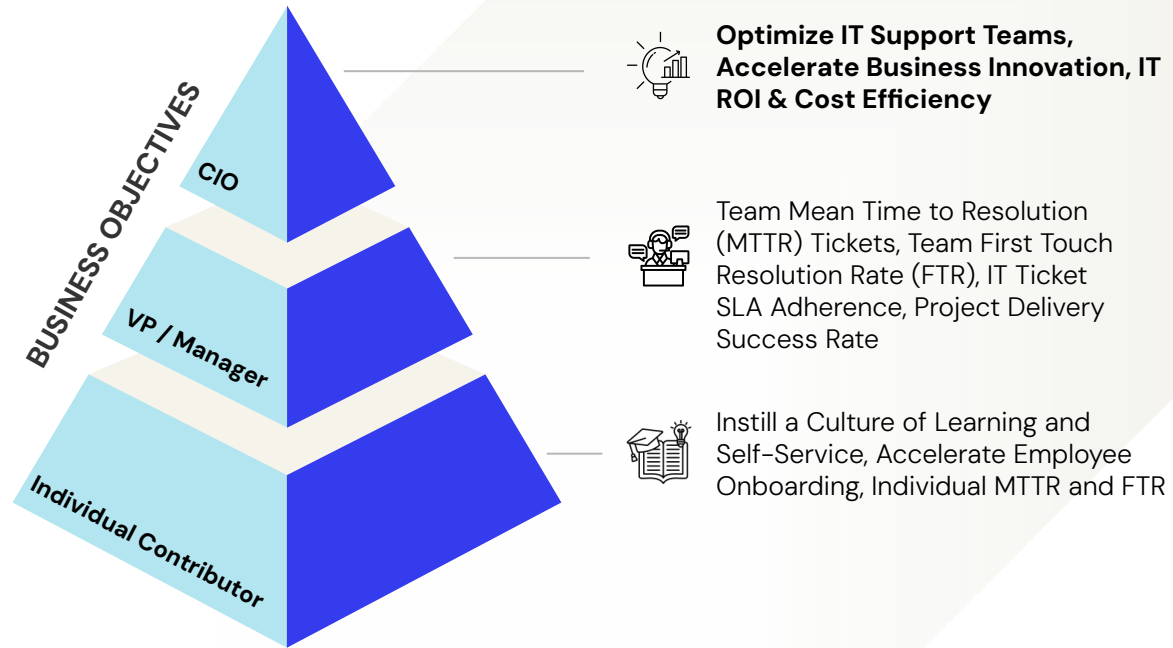 BUSINESS OBJECTIVES
CIO
Optimize IT Support Teams,
Accelerate Business Innovation, IT
ROI & Cost Efficiency
VP / Manager
Team Mean Time to Resolution
(MTTR) Tickets, Team First Touch
Resolution Rate (FTR), IT Ticket
SLA Adherence, Project Delivery
Success Rate
Individual Contributor
Instill a Culture of Learning and
Self-Service, Accelerate Employee
Onboarding, Individual MTTR and FTR